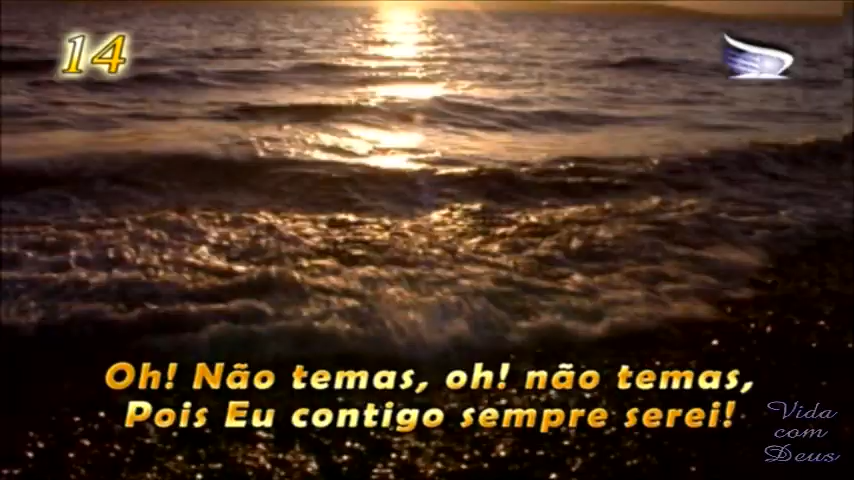 14
Oh! Não temas, oh! não temas,
Pois Eu contigo sempre serei!
Vida
com
Deus